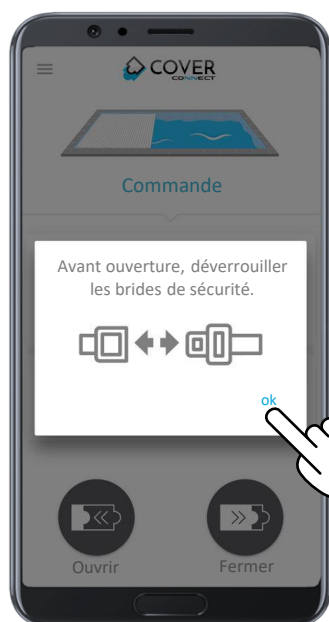 COVER
CONNECT
Commande
Avant ouverture, déverrouiller
les brides de sécurité.
ok
Ouvrir
Fermer